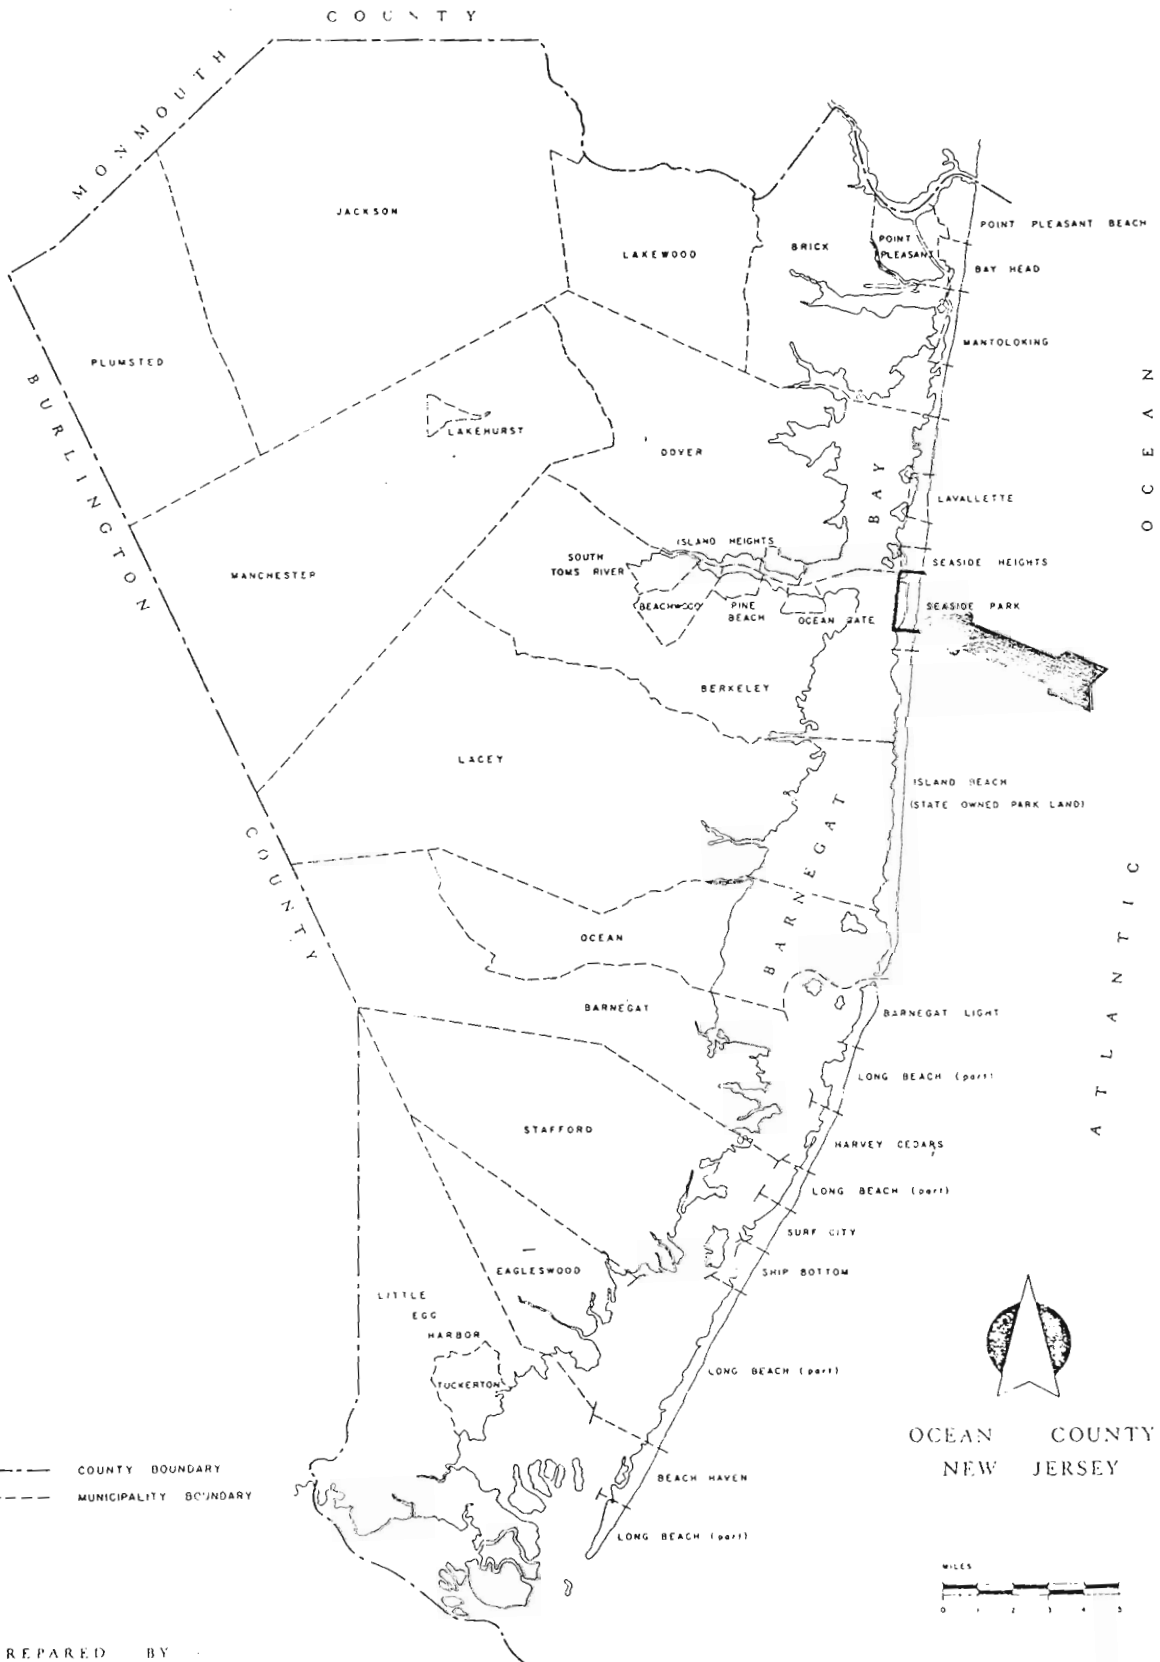 COUNTY
MONMOUTH
JACKSON
LAKEWOOD
BRICK
POINT
PLEASANT
POINT PLEASANT BEACH
BAY HEAD
MANTOLOKING
PLUMSTED
BURLINGTON
COUNTY
LAKEHURST
DOVER
BAY
OCEAN
LAVALLETTE
MANCHESTER
SOUTH
TOMS RIVER
ISLAND HEIGHTS
SEASIDE HEIGHTS
BEACHWOOD
PINE
BEACH
OCEAN GATE
SEASIDE PARK
BERKELEY
LACEY
ISLAND BEACH
(STATE OWNED PARK LAND)
BARNEGAT
ATLANTIC
OCEAN
BARNEGAT
BARNEGAT LIGHT
LONG BEACH (part)
STAFFORD
HARVEY CEDARS
LONG BEACH (part)
SURF CITY
SHIP BOTTOM
EAGLESWOOD
LITTLE
EGG
HARBOR
TUCKERTON
LONG BEACH (part)
BEACH HAVEN
LONG BEACH (part)
COUNTY BOUNDARY
MUNICIPALITY BOUNDARY
OCEAN COUNTY
NEW JERSEY
MILES
0 1 2 3 4 5
REPARED BY